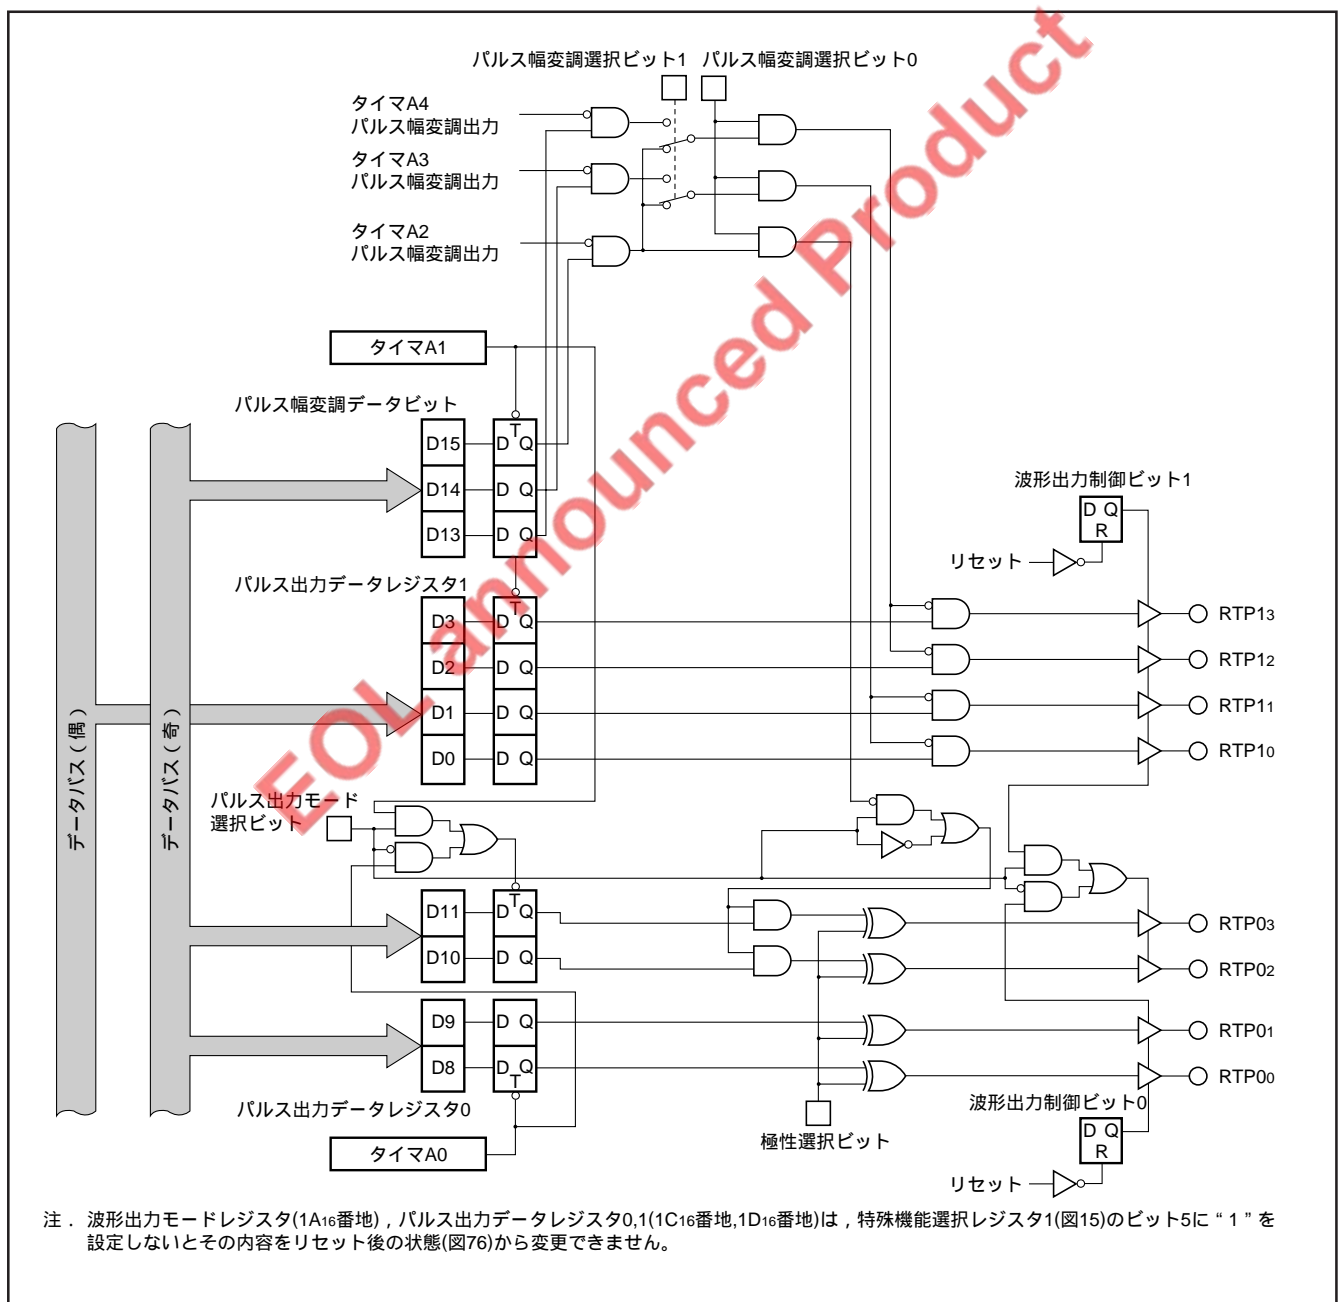 パルス幅変調選択ビット1 パルス幅変調選択ビット0
タイマA4
パルス幅変調出力
タイマA3
パルス幅変調出力
タイマA2
パルス幅変調出力
タイマA1
パルス幅変調データビット
D15 D T Q
D14 D Q
D13 D Q
波形出力制御ビット1
D Q
R
リセット
パルス出力データレジスタ1
D3 D T Q RTP13
D2 D Q RTP12
D1 D Q RTP11
D0 D Q RTP10
データバス(偶)
データバス(奇)
パルス出力モード
選択ビット
D11 D T Q RTP03
D10 D Q RTP02
D9 D Q RTP01
D8 D Q T RTP00
パルス出力データレジスタ0
波形出力制御ビット0
D Q
R
リセット
極性選択ビット
タイマA0
注. 波形出力モードレジスタ(1A16番地),パルス出力データレジスタ0,1(1C16番地,1D16番地)は,特殊機能選択レジスタ1(図15)のビット5に“1”を
設定しないとその内容をリセット後の状態(図76)から変更できません。
EOL announced Product